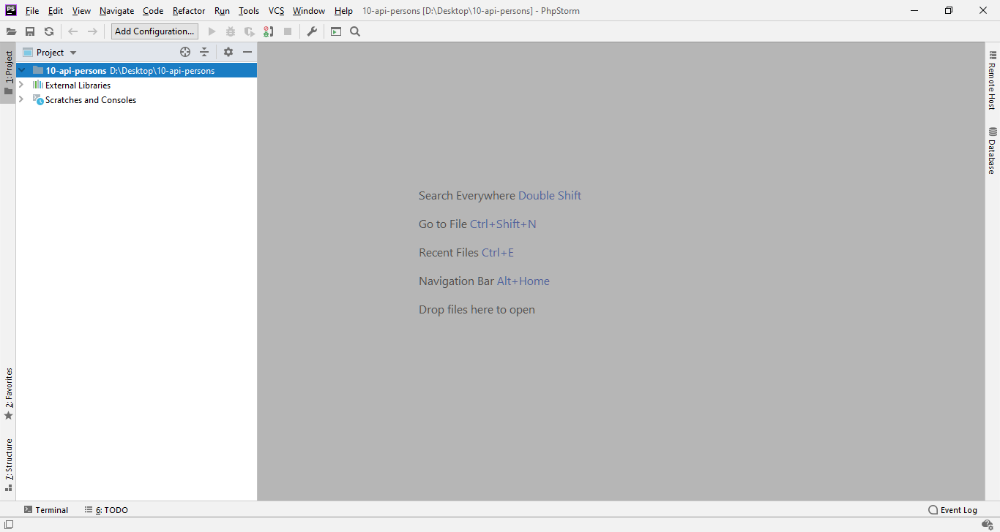 PS File Edit View Navigate Code Refactor Run Tools VCS Window Help 10-api-persons [D:\Desktop\10-api-persons] - PhpStorm
Add Configuration...
1: Project
Project
10-api-persons D:\Desktop\10-api-persons
External Libraries
Scratches and Consoles
Search Everywhere Double Shift
Go to File Ctrl+Shift+N
Recent Files Ctrl+E
Navigation Bar Alt+Home
Drop files here to open
Remote Host
Database
2: Favorites
7: Structure
Terminal 6: TODO Event Log